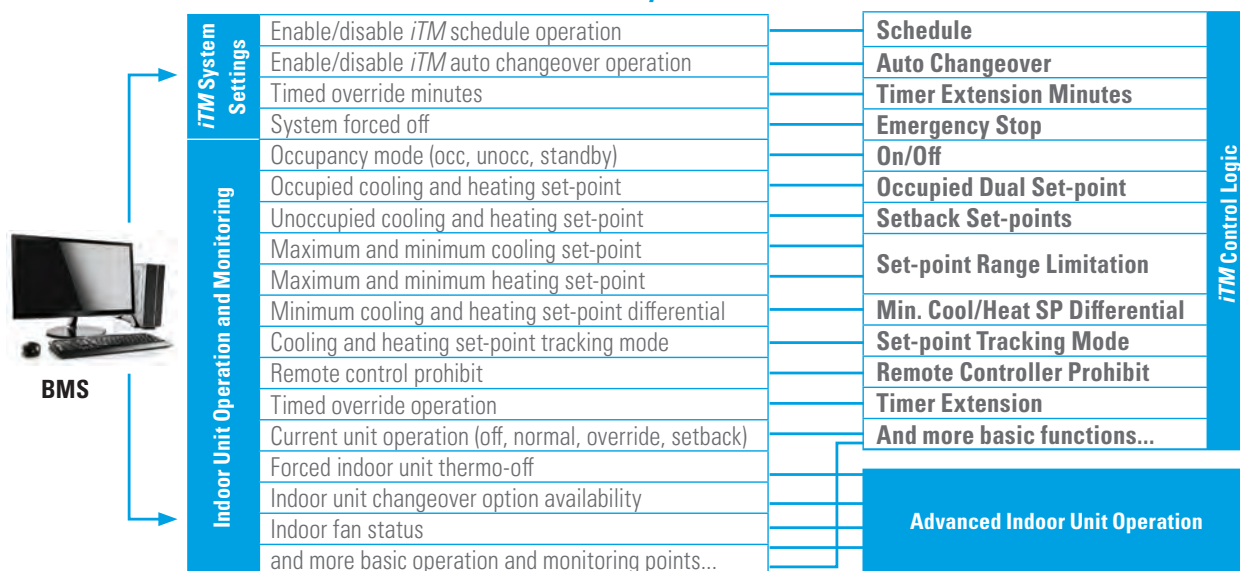 iTM System
Settings
Enable/disable iTM schedule operation
Enable/disable iTM auto changeover operation
Timed override minutes
System forced off
Indoor Unit Operation and Monitoring
Occupancy mode (occ, unocc, standby)
Occupied cooling and heating set-point
Unoccupied cooling and heating set-point
Maximum and minimum cooling set-point
Maximum and minimum heating set-point
Minimum cooling and heating set-point differential
Cooling and heating set-point tracking mode
Remote control prohibit
Timed override operation
Current unit operation (off, normal, override, setback)
Forced indoor unit thermo-off
Indoor unit changeover option availability
Indoor fan status
and more basic operation and monitoring points...
BMS
Schedule
Auto Changeover
Timer Extension Minutes
Emergency Stop
On/Off
Occupied Dual Set-point
Setback Set-points
Set-point Range Limitation
Min. Cool/Heat SP Differential
Set-point Tracking Mode
Remote Controller Prohibit
Timer Extension
And more basic functions...
iTM Control Logic
Advanced Indoor Unit Operation